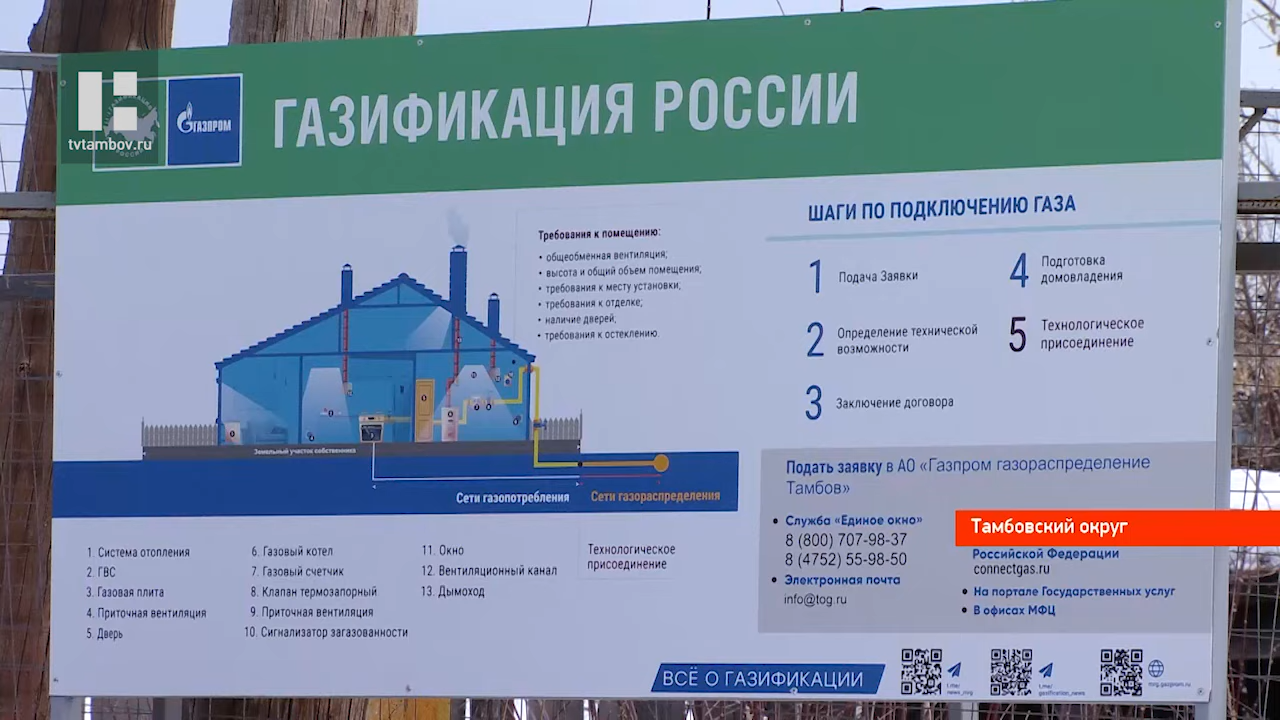 tvtambov.ru
ГАЗПРОМ
ГАЗИФИКАЦИЯ РОССИИ
Требования к помещению:
• общеобменная вентиляция;
• высота и общий объем помещения;
• требования к месту установки;
• требования к отделке;
• наличие дверей,
• требования к остеклению.
Земельный участок собственника
Сети газопотребления
Сети газораспределения
1. Система отопления
2. ГВС
3. Газовая плита
4. Приточная вентиляция
5. Дверь
6. Газовый котел
7. Газовый счетчик
8. Клапан термозапорный
9. Приточная вентиляция
10. Сигнализатор загазованности
11. Окно
12. Вентиляционный канал
13. Дымоход
Технологическое
присоединение
ШАГИ ПО ПОДКЛЮЧЕНИЮ ГАЗА
1 Подача Заявки
2 Определение технической
возможности
3 Заключение договора
4 Подготовка
домовладения
5 Технологическое
присоединение
Подать заявку в АО «Газпром газораспределение
Тамбов»
• Служба «Единое окно»
8 (800) 707-98-37
8 (4752) 55-98-50
• Электронная почта
info@tog.ru
Тамбовский округ
Российской Федерации
connectgas.ru
• На портале Государственных услуг
• В офисах МФЦ
ВСЁ О ГАЗИФИКАЦИИ
t.me/
t.me/
gasification_news